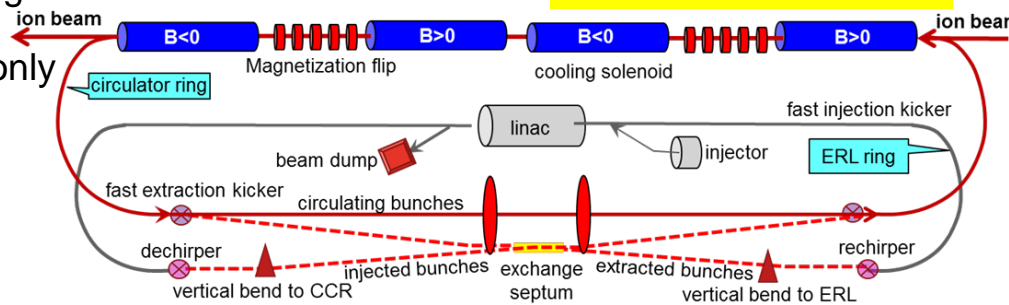 g
only
ion beam
B<0
B>0
B<0
B>0
ion bear
Magnetization flip
cooling solenoid
circulator ring
fast injection kicker
linac
beam dump
injector
ERL ring
fast extraction kicker
circulating bunches
dechirper
rechirper
injected bunches
exchange
septum
extracted bunches
vertical bend to CCR
vertical bend to ERL